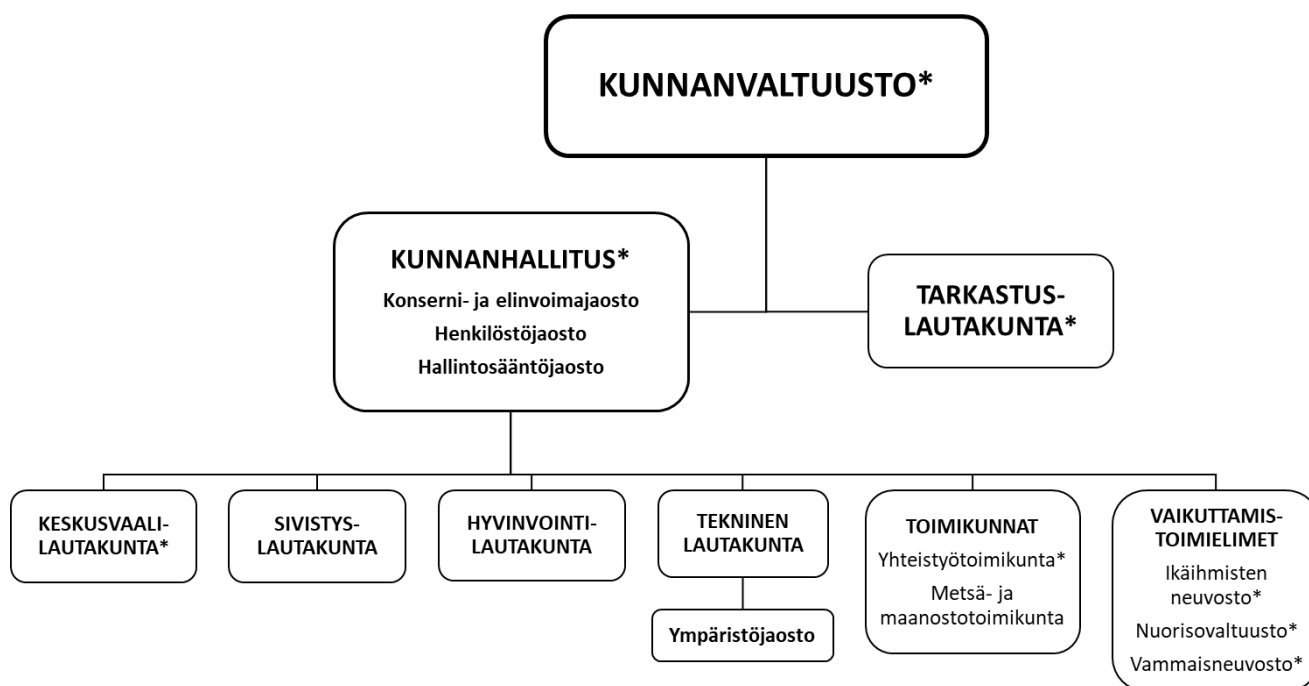 KUNNANVALTUUSTO*
KUNNANHALLITUS*
Konserni- ja elinvoimajaosto
Henkilöstöjaosto
Hallintosääntöjaosto
TARKASTUS-
LAUTAKUNTA*
KESKUSVAALI-
LAUTAKUNTA*
SIVISTYS-
LAUTAKUNTA
HYVINVOINTI-
LAUTAKUNTA
TEKNINEN
LAUTAKUNTA
Ympäristöjaosto
TOIMIKUNNAT
Yhteistyötoimikunta*
Metsä- ja
maanostotoimikunta
VAIKUTTAMIS-
TOIMIELIMET
Ikäihmisten
neuvosto*
Nuorisovaltuusto*
Vammaisneuvosto*